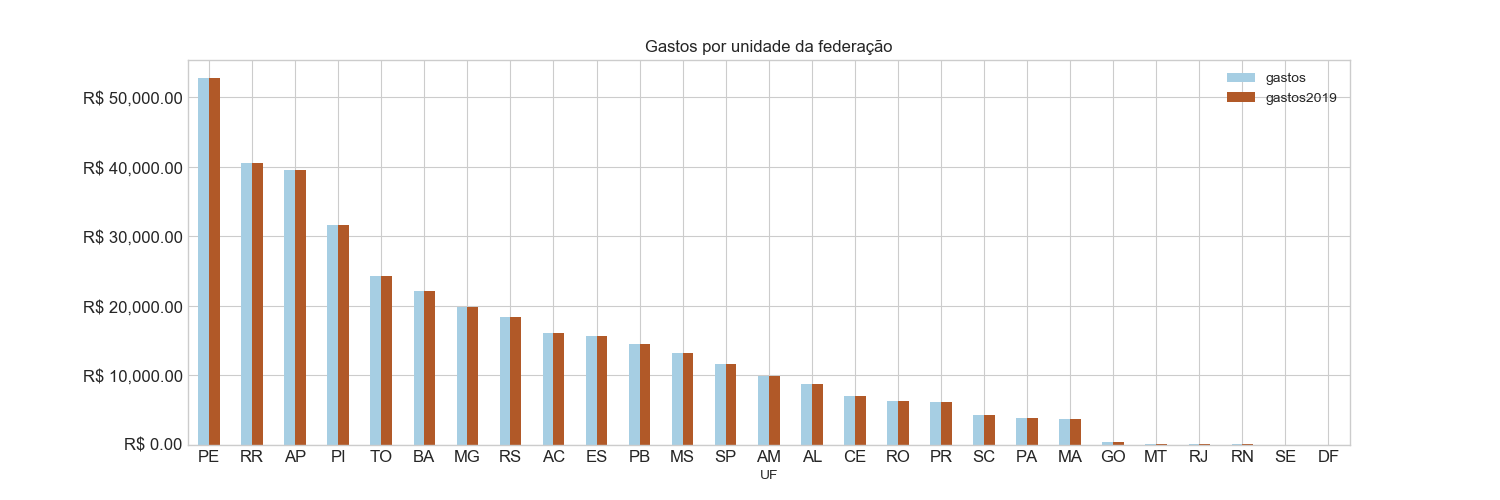 Gastos por unidade da federação
gastos
gastos2019
R$ 50,000.00
R$ 40,000.00
R$ 30,000.00
R$ 20,000.00
R$ 10,000.00
R$ 0.00
PE RR AP PI TO BA MG RS AC ES PB MS SP AM AL CE RO PR SC PA MA GO MT RJ RN SE DF
UF